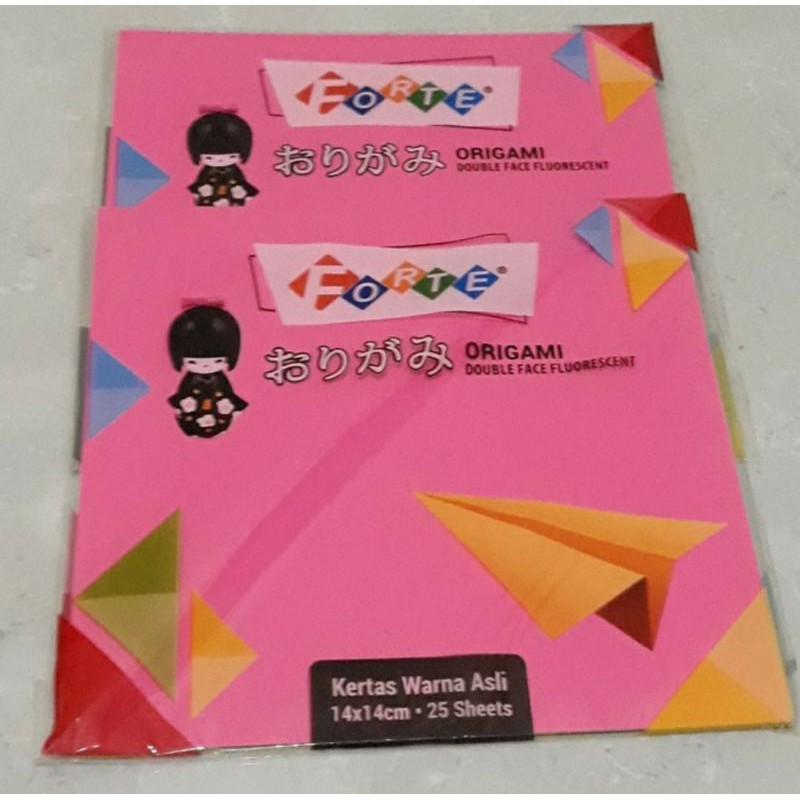 FORTE®
おりがみ ORIGAMI
DOUBLE FACE FLUORESCENT
FORTE®
おりがみ ORIGAMI
DOUBLE FACE FLUORESCENT
Kertas Warna Asli
14x14cm • 25 Sheets